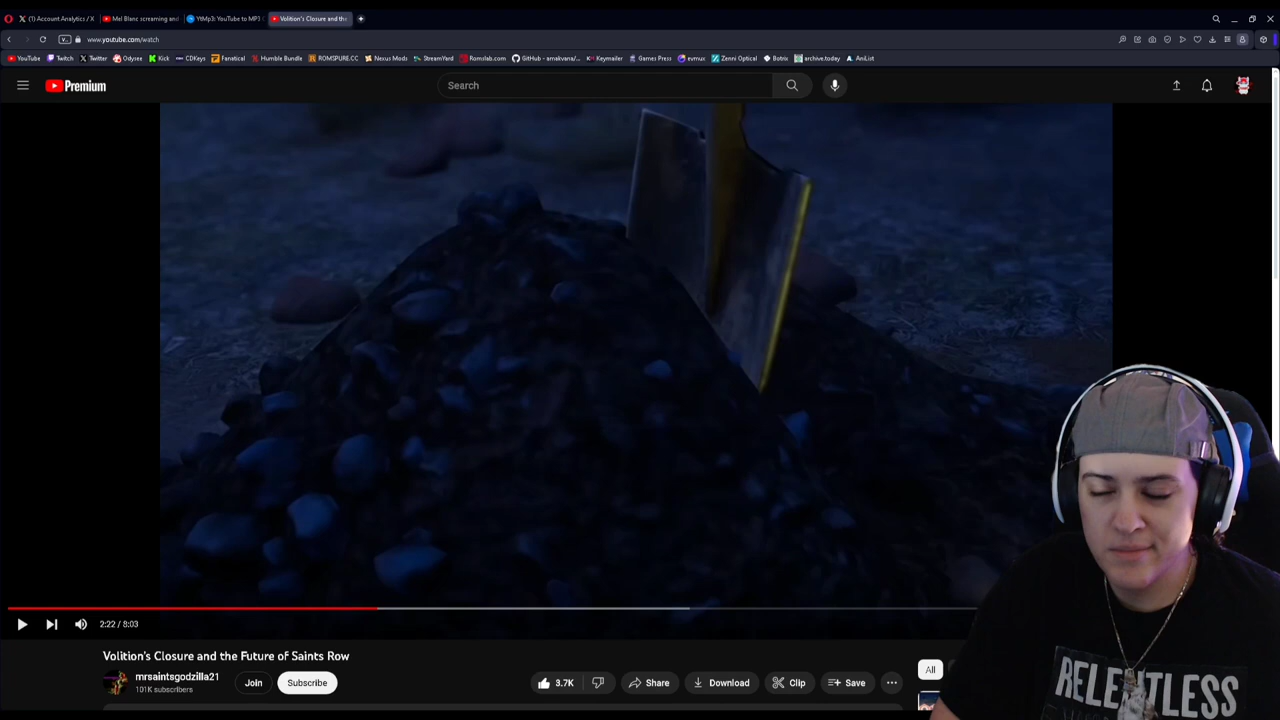 (1) Account Analytics / X
Mel Blanc screaming and
YtMp3: YouTube to MP3 C
Volition's Closure and the
www.youtube.com/watch
YouTube
Twitch
Twitter
Odysee
Kick
CDKeys
Fanatical
Humble Bundle
ROMSPURE.CC
Nexus Mods
StreamYard
Romslab.com
GitHub - amakvana/...
Keymailer
Games Press
evmux
Zenni Optical
Botrix
archive.today
AniList
Premium
Search
2:22 / 8:03
Volition's Closure and the Future of Saints Row
mrsaintsgodzilla21
101K subscribers
Join
Subscribe
3.7K
Share
Download
Clip
Save
All
RELENTLESS